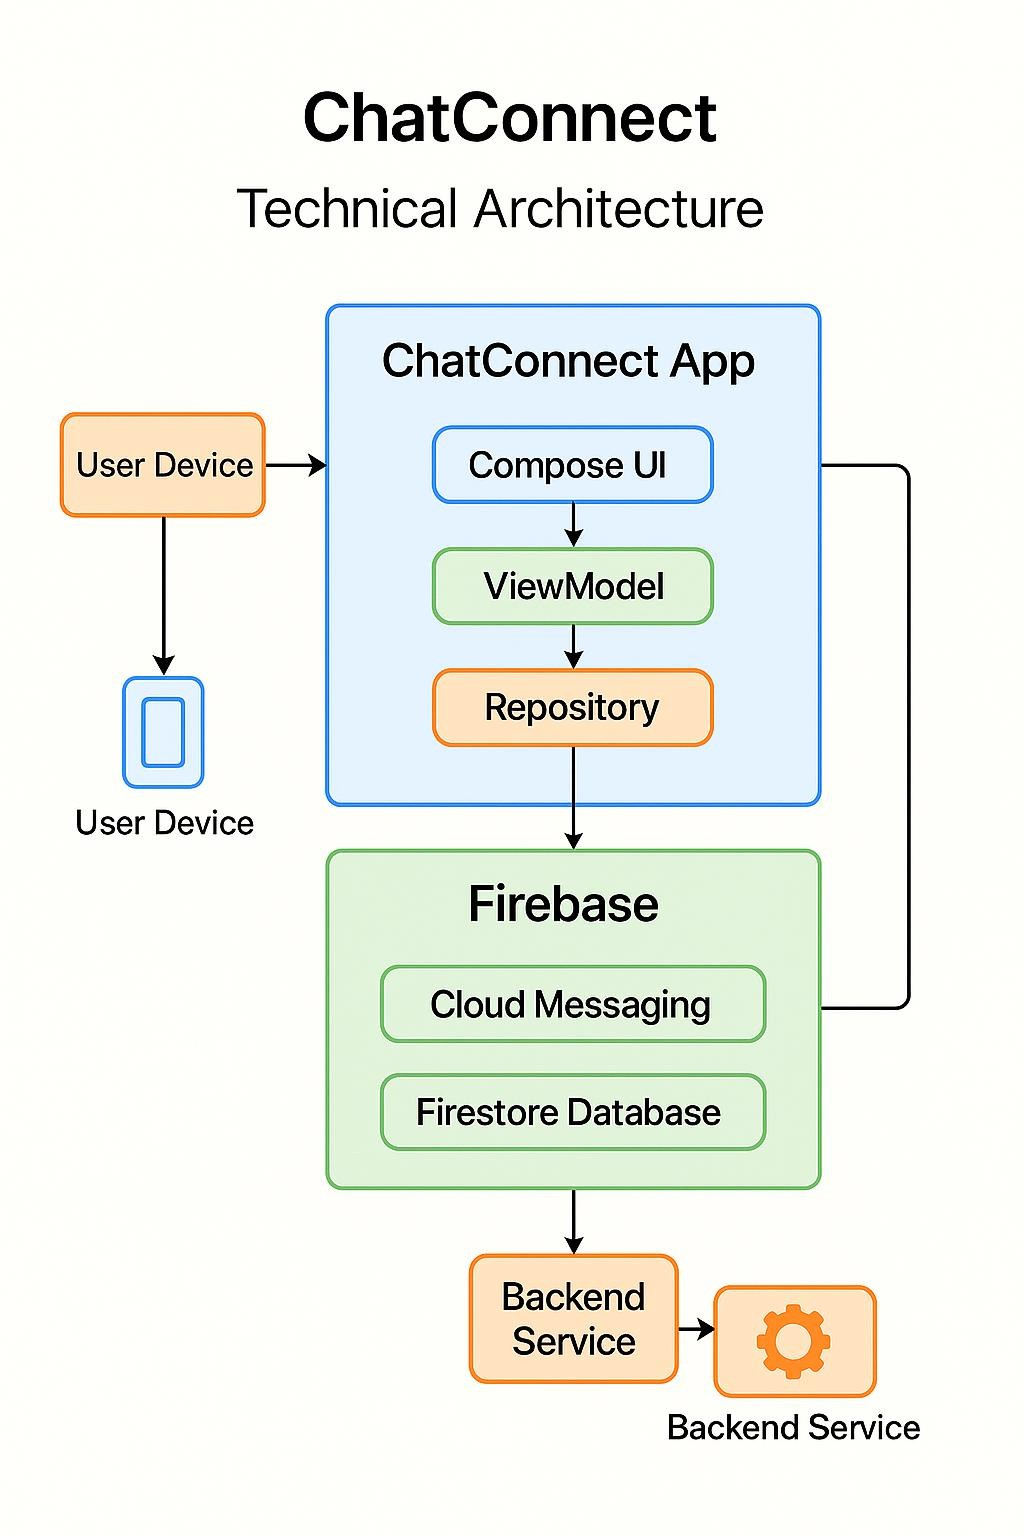 ChatConnect
Technical Architecture
ChatConnect App
User Device
Compose UI
ViewModel
Repository
User Device
Firebase
Cloud Messaging
Firestore Database
Backend
Service
Backend Service